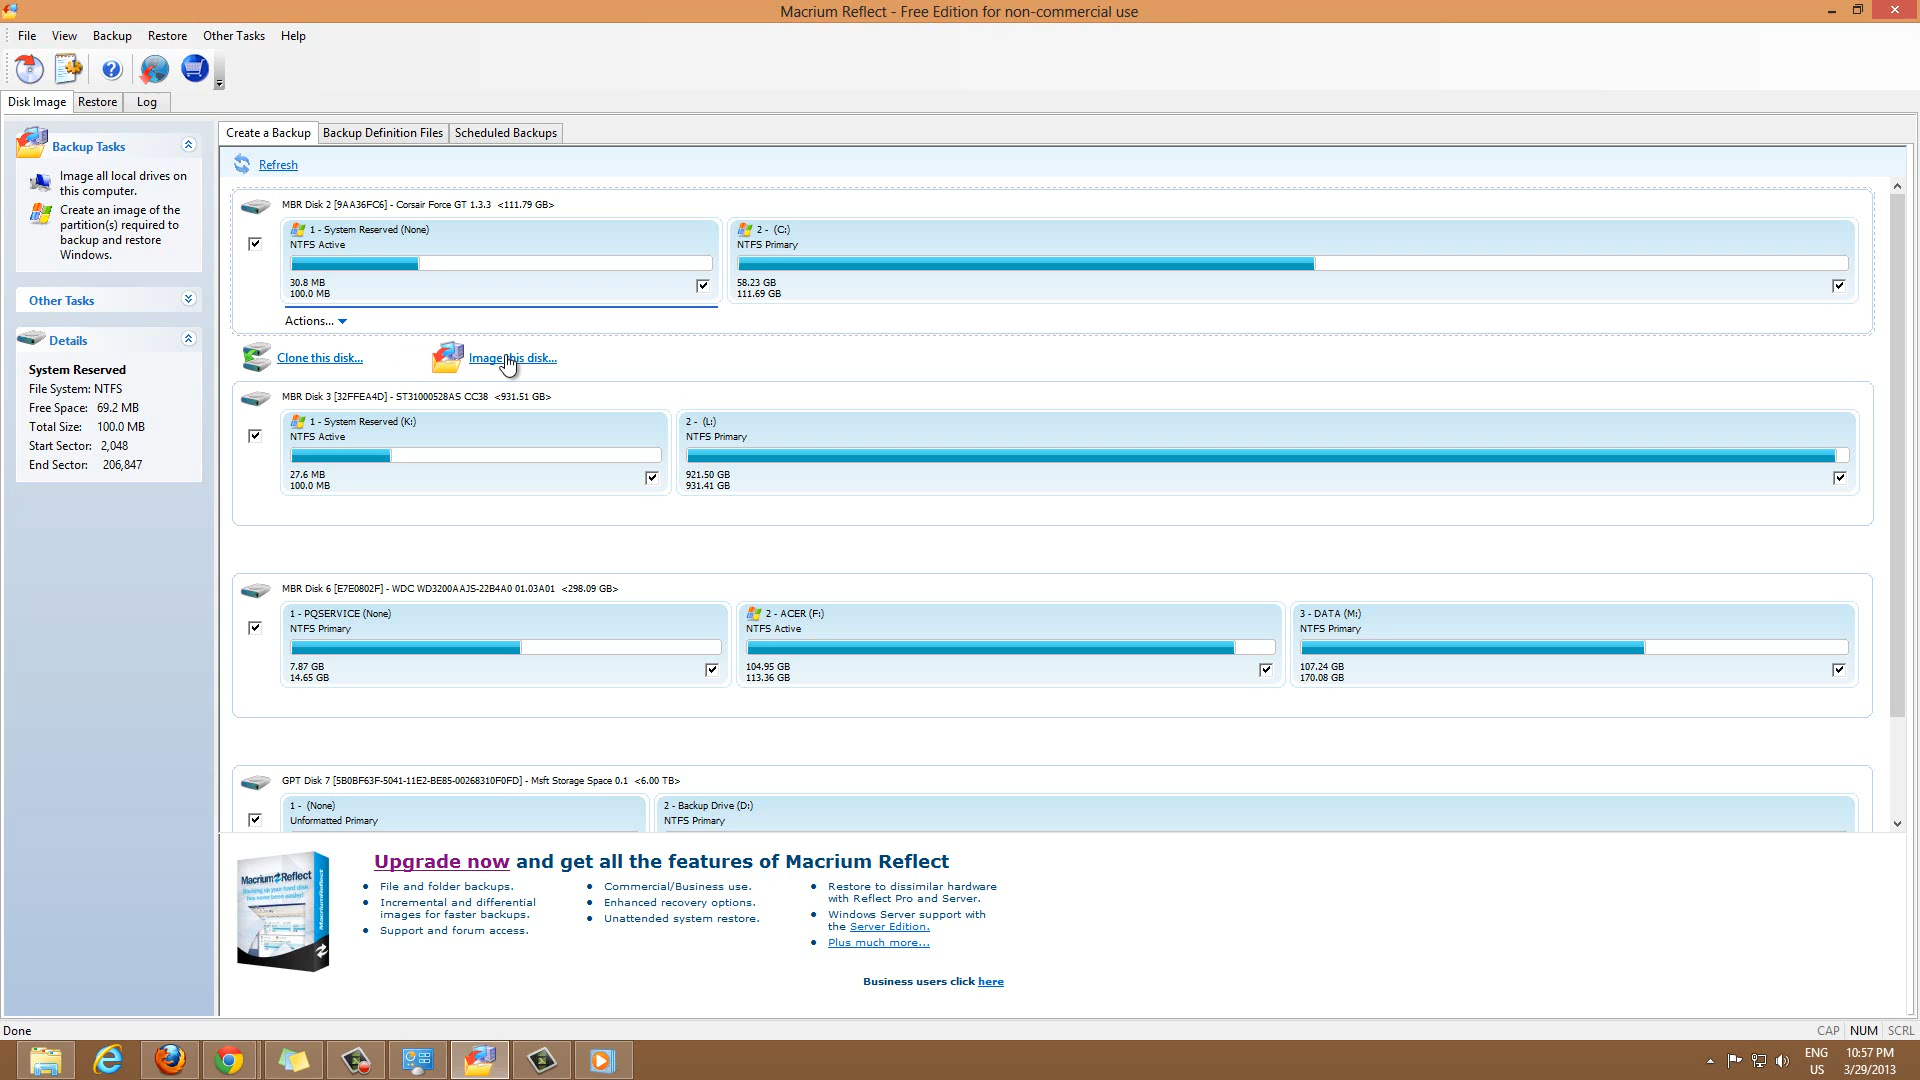 Macrium Reflect - Free Edition for non-commercial use
File View Backup Restore Other Tasks Help
Disk Image Restore Log
Backup Tasks
Image all local drives on
this computer.
Create an image of the
partition(s) required to
backup and restore
Windows.
Other Tasks
Details
System Reserved
File System: NTFS
Free Space: 69.2 MB
Total Size: 100.0 MB
Start Sector: 2,048
End Sector: 206,847
Create a Backup Backup Definition Files Scheduled Backups
Refresh
MBR Disk 2 [9AA36FC6] - Corsair Force GT 1.3.3 <111.79 GB>
1 - System Reserved (None)
NTFS Active
30.8 MB
100.0 MB
2 - (C:)
NTFS Primary
58.23 GB
111.69 GB
Actions...
Clone this disk... Image this disk...
MBR Disk 3 [32FFEA4D] - ST31000528AS CC38 <931.51 GB>
1 - System Reserved (K:)
NTFS Active
27.6 MB
100.0 MB
2 - (L:)
NTFS Primary
921.50 GB
931.41 GB
MBR Disk 6 [E7E0802F] - WDC WD3200AAJS-22B4A0 01.03A01 <298.09 GB>
1 - PQSERVICE (None)
NTFS Primary
7.87 GB
14.65 GB
2 - ACER (F:)
NTFS Active
104.95 GB
113.36 GB
3 - DATA (M:)
NTFS Primary
107.24 GB
170.08 GB
GPT Disk 7 [5B0BF63F-5041-11E2-BE85-00268310F0FD] - Msft Storage Space 0.1 <6.00 TB>
1 - (None)
Unformatted Primary
2 - Backup Drive (D:)
NTFS Primary
Macrium Reflect
Upgrade now and get all the features of Macrium Reflect
File and folder backups.
Incremental and differential
images for faster backups.
Support and forum access.
Commercial/Business use.
Enhanced recovery options.
Unattended system restore.
Restore to dissimilar hardware
with Reflect Pro and Server.
Windows Server support with
the Server Edition.
Plus much more...
Business users click here
Done
CAP NUM SCRL
ENG
US
10:57 PM
3/29/2013